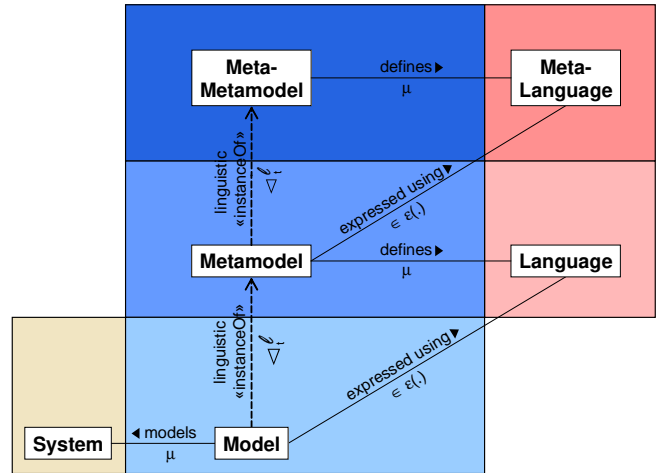 Meta-
Metamodel
defines ▶
μ
Meta-
Language
linguistic
«instanceOf»
expressed using ▼
∈ ε(.)
Metamodel
defines ▶
μ
Language
linguistic
«instanceOf»
expressed using ▼
∈ ε(.)
System
◀ models
μ
Model